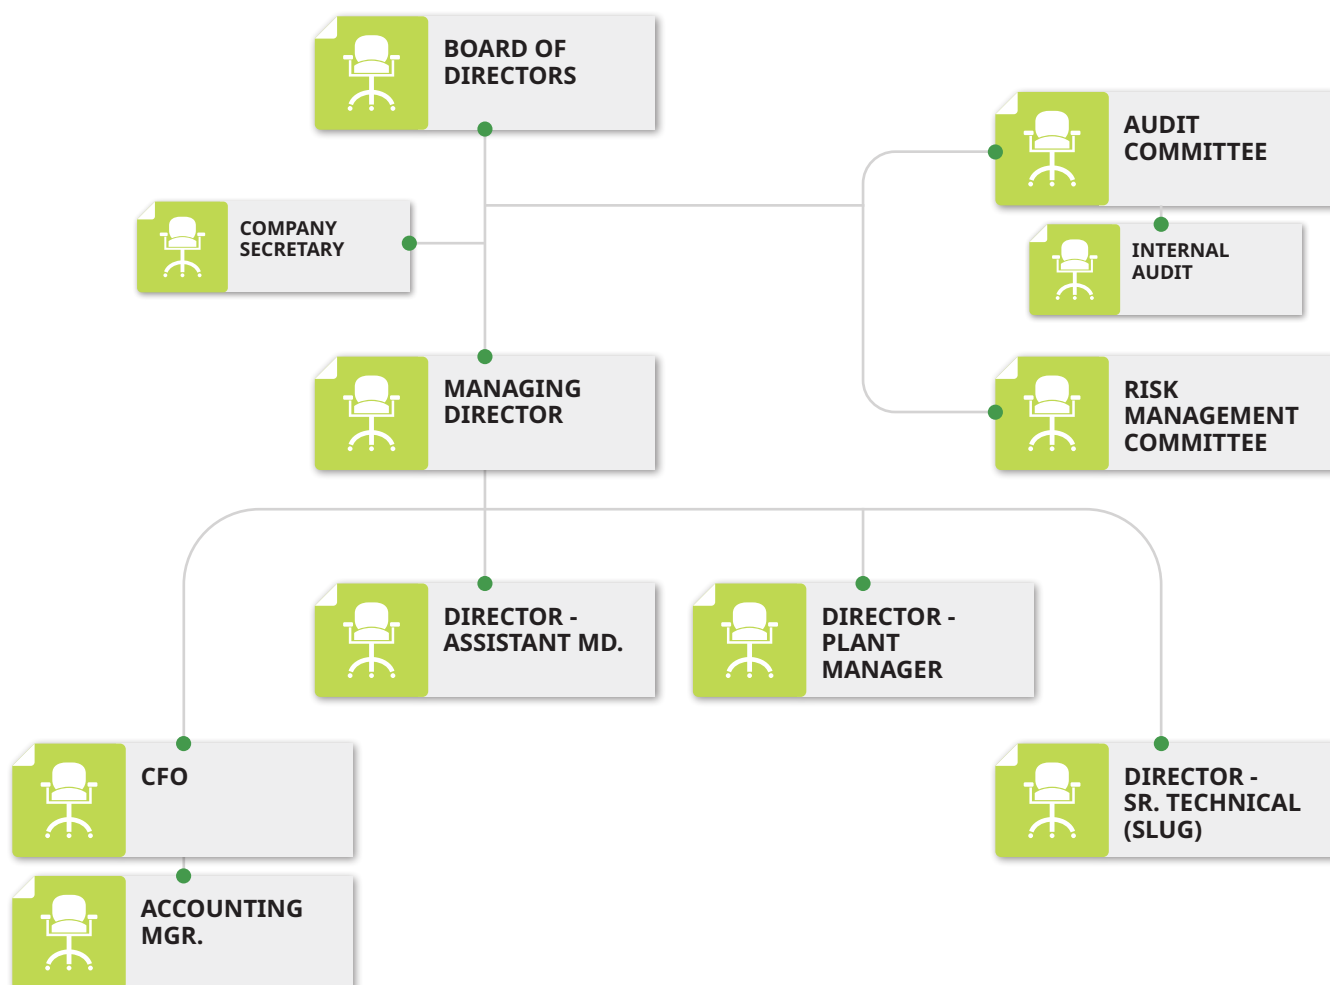 BOARD OF
DIRECTORS
AUDIT
COMMITTEE
COMPANY
SECRETARY
INTERNAL
AUDIT
MANAGING
DIRECTOR
RISK
MANAGEMENT
COMMITTEE
DIRECTOR -
ASSISTANT MD.
DIRECTOR -
PLANT
MANAGER
CFO
DIRECTOR -
SR. TECHNICAL
(SLUG)
ACCOUNTING
MGR.